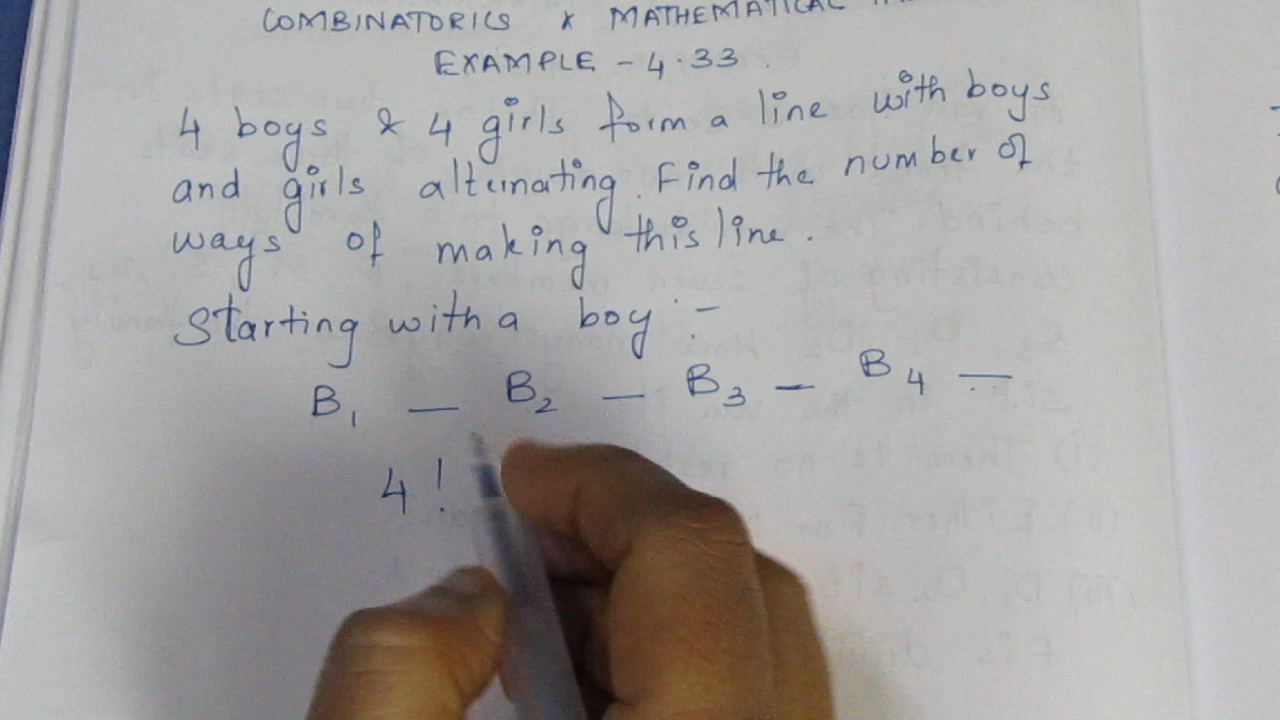 COMBINATORICS & MATHEMATICAL
EXAMPLE - 4.33.
4 boys & 4 girls form a line with boys
and girls alternating. Find the number of
ways of making this line.
Starting with a boy :-
B₁ — B₂ — B₃ — B₄ —
4!